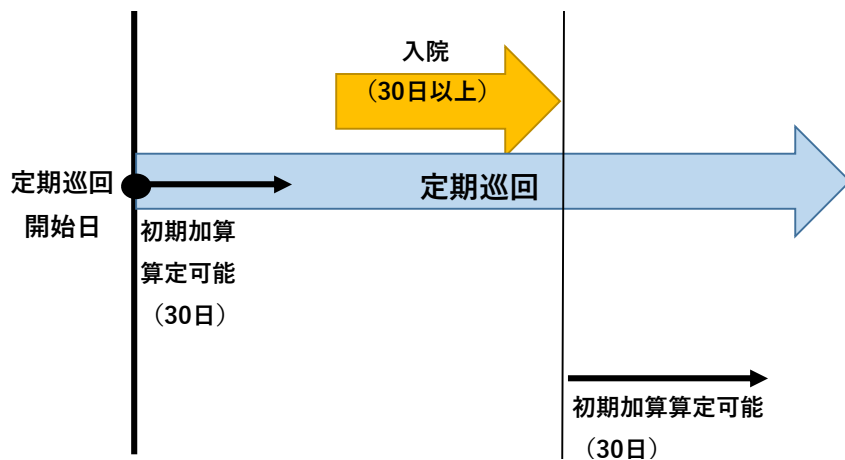 入院
（30日以上）
定期巡回
開始日
定期巡回
初期加算
算定可能
（30日）
初期加算算定可能
（30日）